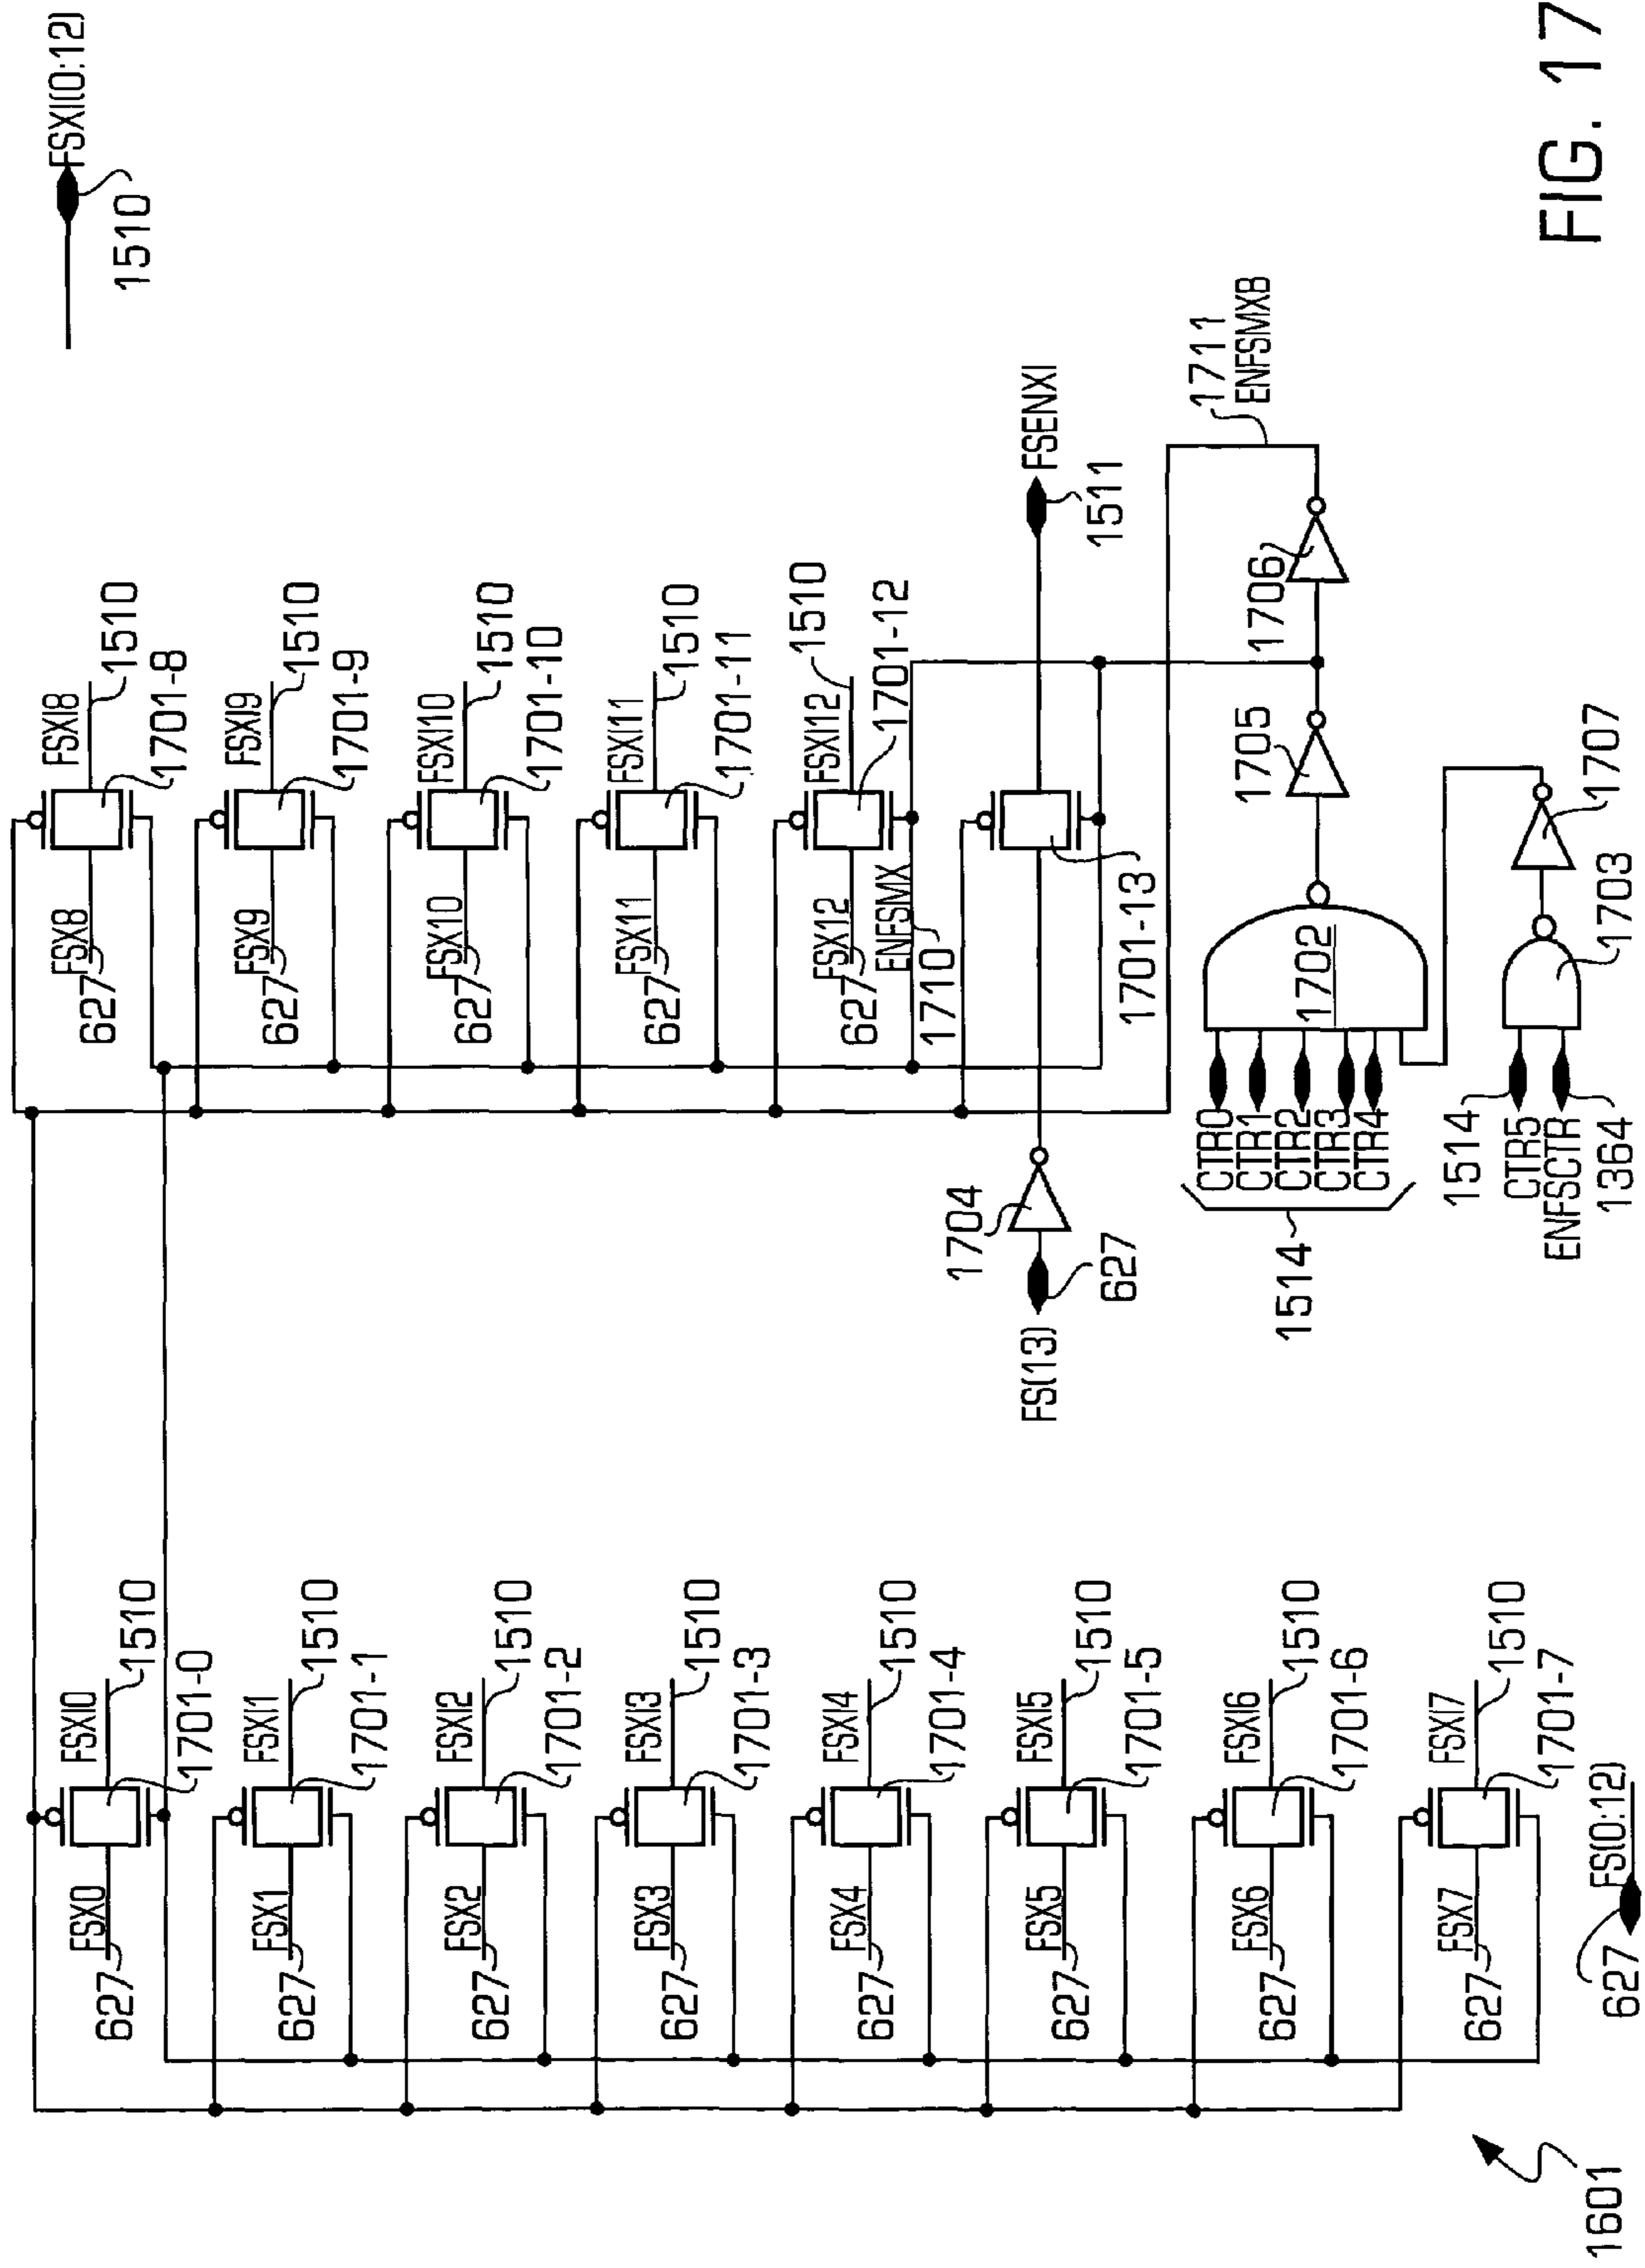 FSXI(0:12)
1510
FSX0
627
FSXI0
1510
1701-0
FSX1
627
FSXI1
1510
1701-1
FSX2
627
FSXI2
1510
1701-2
FSX3
627
FSXI3
1510
1701-3
FSX4
627
FSXI4
1510
1701-4
FSX5
627
FSXI5
1510
1701-5
FSX6
627
FSXI6
1510
1701-6
FSX7
627
FSXI7
1510
1701-7
627
FS(0:12)
1601
FSX8
627
FSXI8
1510
1701-8
FSX9
627
FSXI9
1510
1701-9
FSX10
627
FSXI10
1510
1701-10
FSX11
627
FSXI11
1510
1701-11
FSX12
627
FSXI12
1510
1701-12
ENFSMX
1710
FS(13)
627
1704
1701-13
FSENXI
1511
1711
ENFSMXB
CTR0
CTR1
CTR2
CTR3
CTR4
1514
1702
1705
1706
1514
CTR5
ENFSCTR
1364
1703
1707
FIG. 17